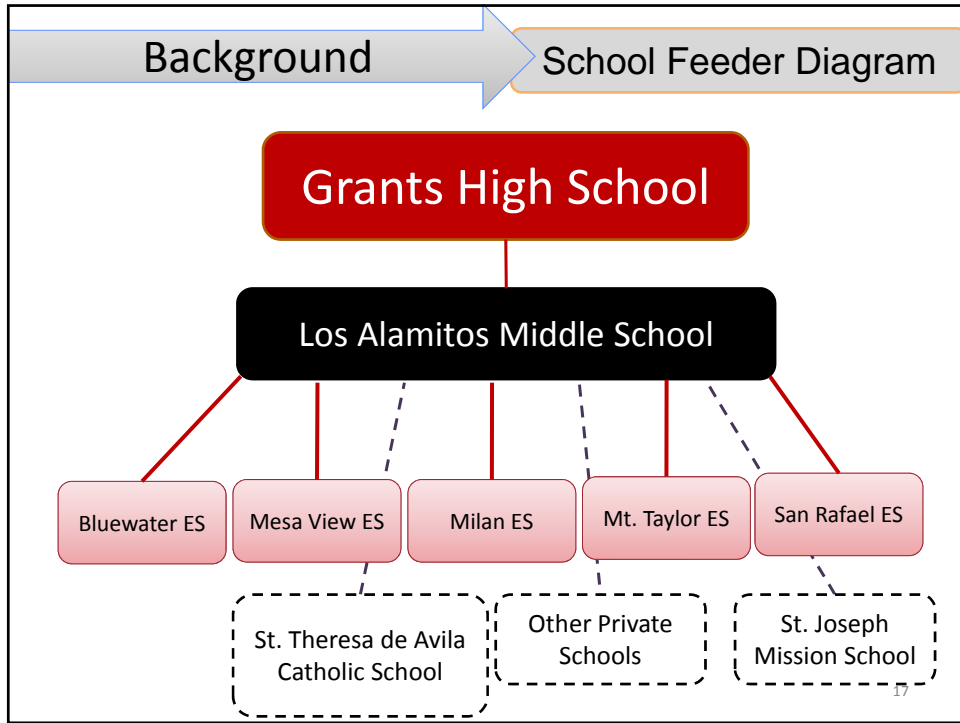 Background
School Feeder Diagram
Grants High School
Los Alamitos Middle School
Bluewater ES
Mesa View ES
Milan ES
Mt. Taylor ES
San Rafael ES
St. Theresa de Avila
Catholic School
Other Private
Schools
St. Joseph
Mission School
17